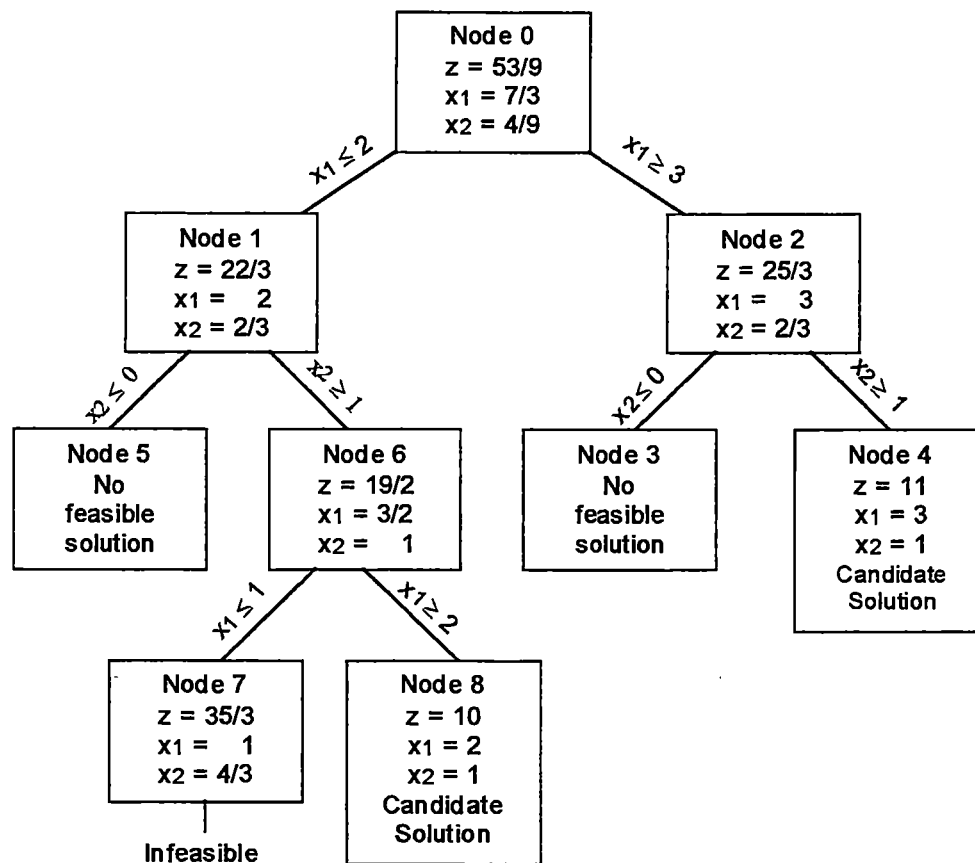 Node 0
z = 53/9
x1 = 7/3
x2 = 4/9
x1 ≤ 2
x1 ≥ 3
Node 1
z = 22/3
x1 = 2
x2 = 2/3
Node 2
z = 25/3
x1 = 3
x2 = 2/3
x2 ≤ 0
x2 ≥ 1
x2 ≤ 0
x2 ≥ 1
Node 5
No
feasible
solution
Node 6
z = 19/2
x1 = 3/2
x2 = 1
Node 3
No
feasible
solution
Node 4
z = 11
x1 = 3
x2 = 1
Candidate
Solution
x1 ≤ 1
x1 ≥ 2
Node 7
z = 35/3
x1 = 1
x2 = 4/3
Infeasible
Node 8
z = 10
x1 = 2
x2 = 1
Candidate
Solution